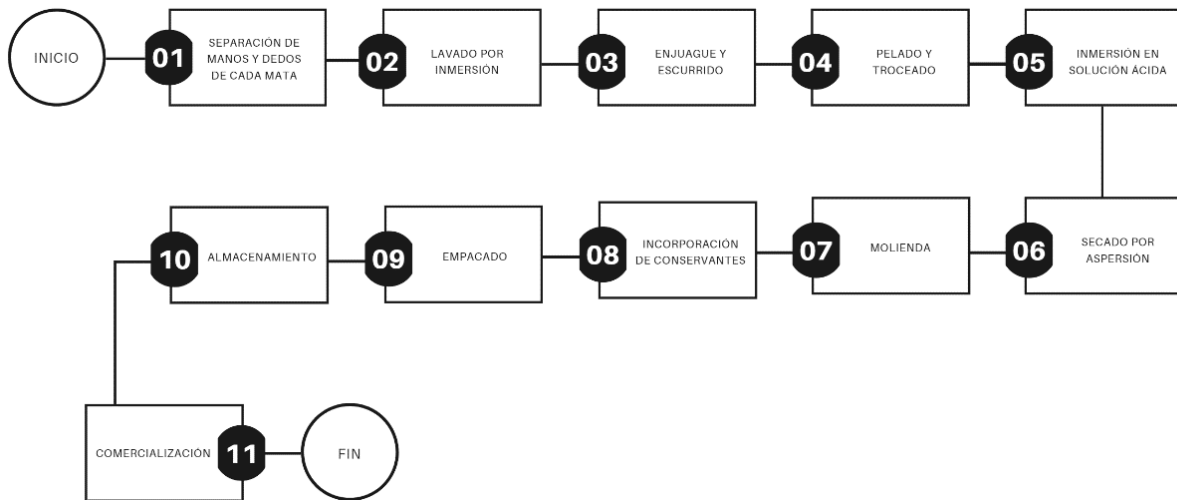 INICIO
01
SEPARACIÓN DE
MANOS Y DEDOS
DE CADA MATA
02
LAVADO POR
INMERSIÓN
03
ENJUAGUE Y
ESCURRIDO
04
PELADO Y
TROCEADO
05
INMERSIÓN EN
SOLUCIÓN ÁCIDA
06
SECADO POR
ASPERSIÓN
07
MOLIENDA
08
INCORPORACIÓN
DE CONSERVANTES
09
EMPACADO
10
ALMACENAMIENTO
COMERCIALIZACIÓN
11
FIN